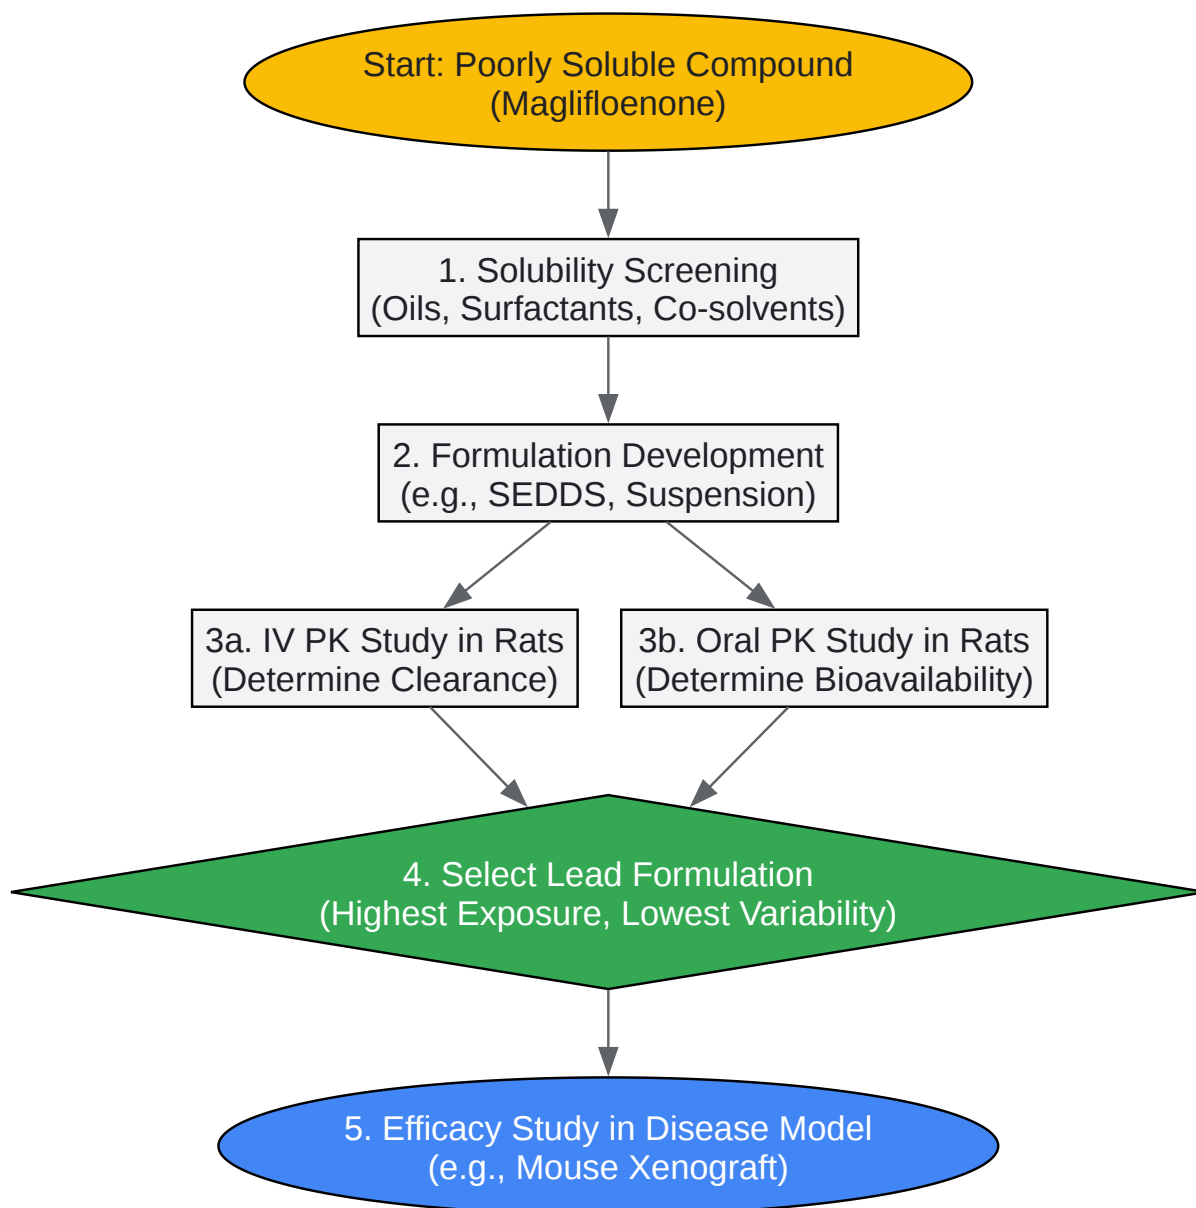 Start: Poorly Soluble Compound
(Maglifloenone)
1. Solubility Screening
(Oils, Surfactants, Co-solvents)
2. Formulation Development
(e.g., SEDDS, Suspension)
3a. IV PK Study in Rats
(Determine Clearance)
3b. Oral PK Study in Rats
(Determine Bioavailability)
4. Select Lead Formulation
(Highest Exposure, Lowest Variability)
5. Efficacy Study in Disease Model
(e.g., Mouse Xenograft)